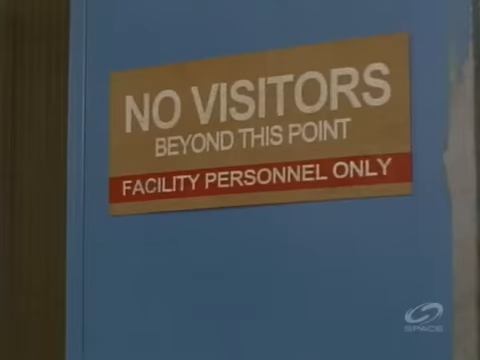 NO VISITORS
BEYOND THIS POINT
FACILITY PERSONNEL ONLY
SPACE